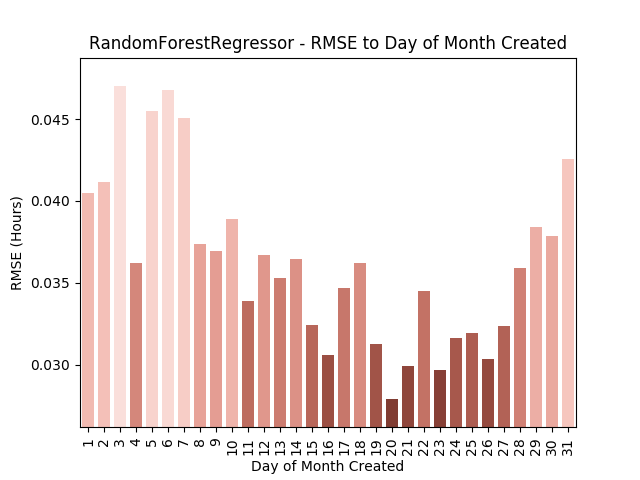 RandomForestRegressor - RMSE to Day of Month Created
0.045
0.040
0.035
0.030
RMSE (Hours)
1 2 3 4 5 6 7 8 9 10 11 12 13 14 15 16 17 18 19 20 21 22 23 24 25 26 27 28 29 30 31
Day of Month Created